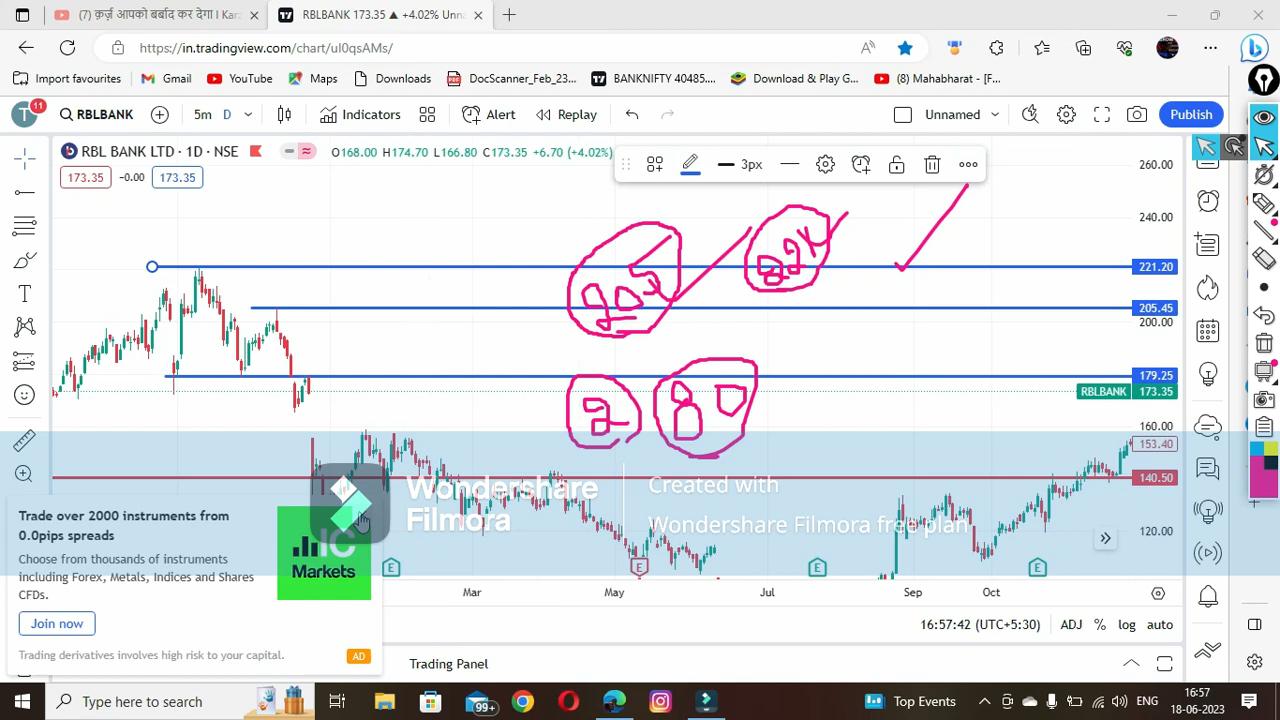 (7) क़र्ज़ आपको बर्बाद कर देगा I Kar
RBLBANK 173.35 ▲ +4.02% Unna
https://in.tradingview.com/chart/ul0qsAMs/
Import favourites
Gmail
YouTube
Maps
Downloads
DocScanner_Feb_23...
BANKNIFTY 40485....
Download & Play G...
(8) Mahabharat - [F...
T
11
RBLBANK
5m
D
Indicators
Alert
Replay
Unnamed
Publish
RBL BANK LTD · 1D · NSE
O168.00 H174.70 L166.80 C173.35 +6.70 (+4.02%)
3px
173.35
-0.00
173.35
260.00
240.00
221.20
205.45
200.00
179.25
RBLBANK
173.35
160.00
153.40
140.50
120.00
2
80
Wondershare
Filmora
Created with
Wondershare Filmora free plan
Trade over 2000 instruments from
0.0pips spreads
Choose from thousands of instruments
including Forex, Metals, Indices and Shares
CFDs.
IC
Markets
Join now
Trading derivatives involves high risk to your capital.
AD
E
E
E
E
Mar
May
Jul
Sep
Oct
16:57:42 (UTC+5:30)
ADJ
%
log
auto
Trading Panel
Type here to search
99+
Top Events
ENG
16:57
18-06-2023